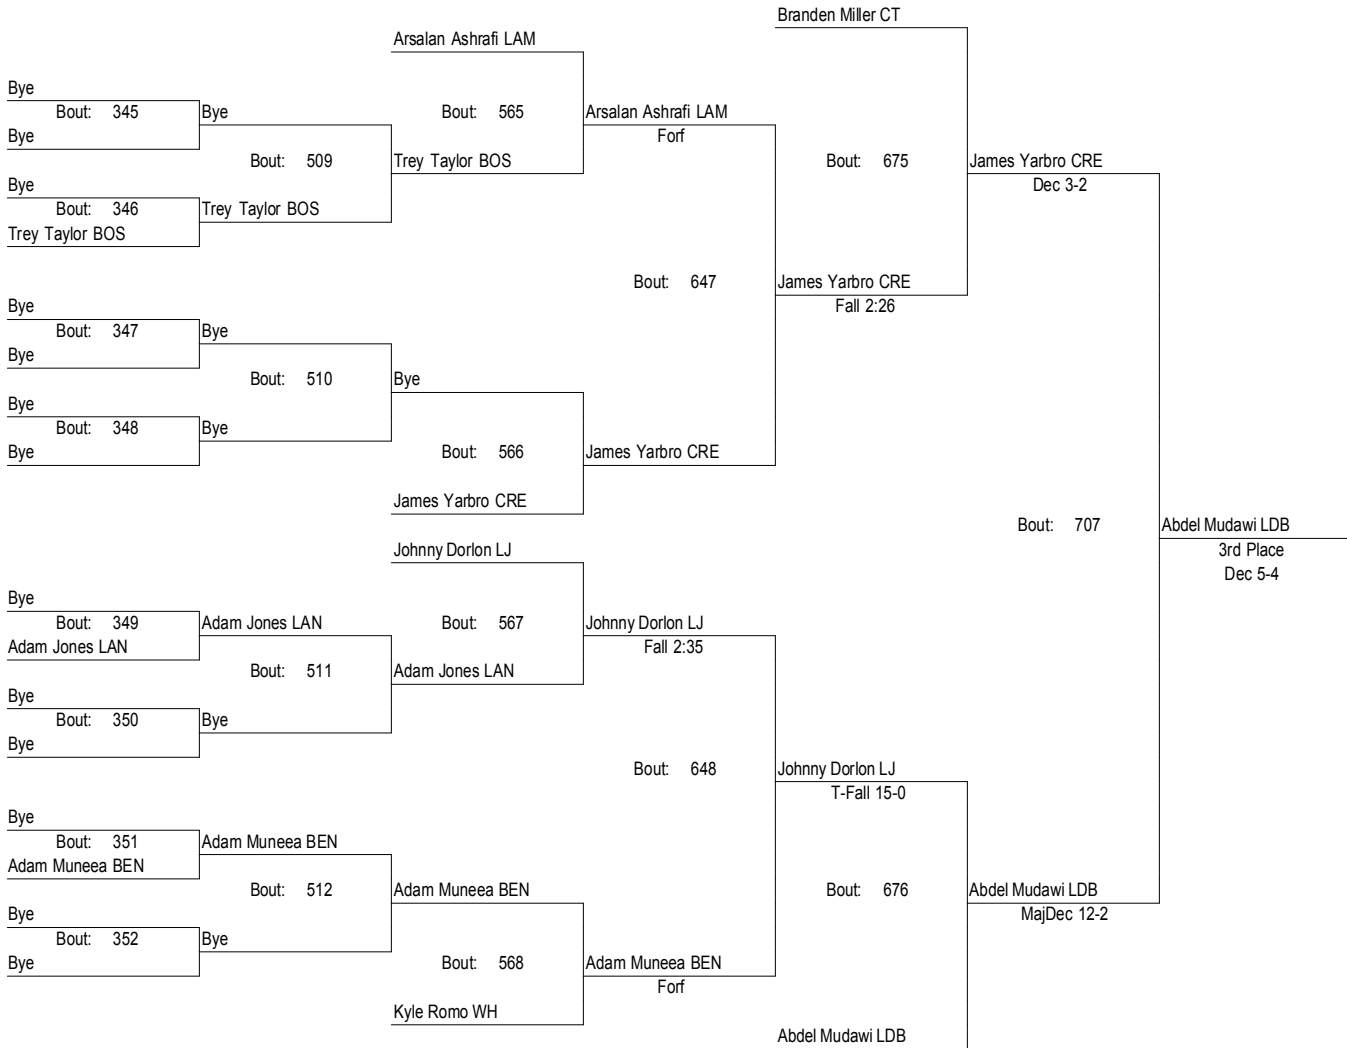 Branden Miller CT
Arsalan Ashrafi LAM
Bye
Bout: 345
Bye
Bout: 565
Arsalan Ashrafi LAM
Bye
Forf
Bout: 509
Trey Taylor BOS
Bout: 675
James Yarbro CRE
Bye
Dec 3-2
Bout: 346
Trey Taylor BOS
Trey Taylor BOS
Bout: 647
James Yarbro CRE
Bye
Fall 2:26
Bout: 347
Bye
Bye
Bout: 510
Bye
Bye
Bout: 348
Bye
Bye
Bout: 566
James Yarbro CRE
James Yarbro CRE
Bout: 707
Abdel Mudawi LDB
Johnny Dorlon LJ
3rd Place
Dec 5-4
Bye
Bout: 349
Adam Jones LAN
Bout: 567
Johnny Dorlon LJ
Adam Jones LAN
Fall 2:35
Bout: 511
Adam Jones LAN
Bye
Bout: 350
Bye
Bye
Bout: 648
Johnny Dorlon LJ
T-Fall 15-0
Bye
Bout: 351
Adam Muneea BEN
Adam Muneea BEN
Bout: 512
Adam Muneea BEN
Bout: 676
Abdel Mudawi LDB
Bye
MajDec 12-2
Bout: 352
Bye
Bye
Bout: 568
Adam Muneea BEN
Forf
Kyle Romo WH
Abdel Mudawi LDB